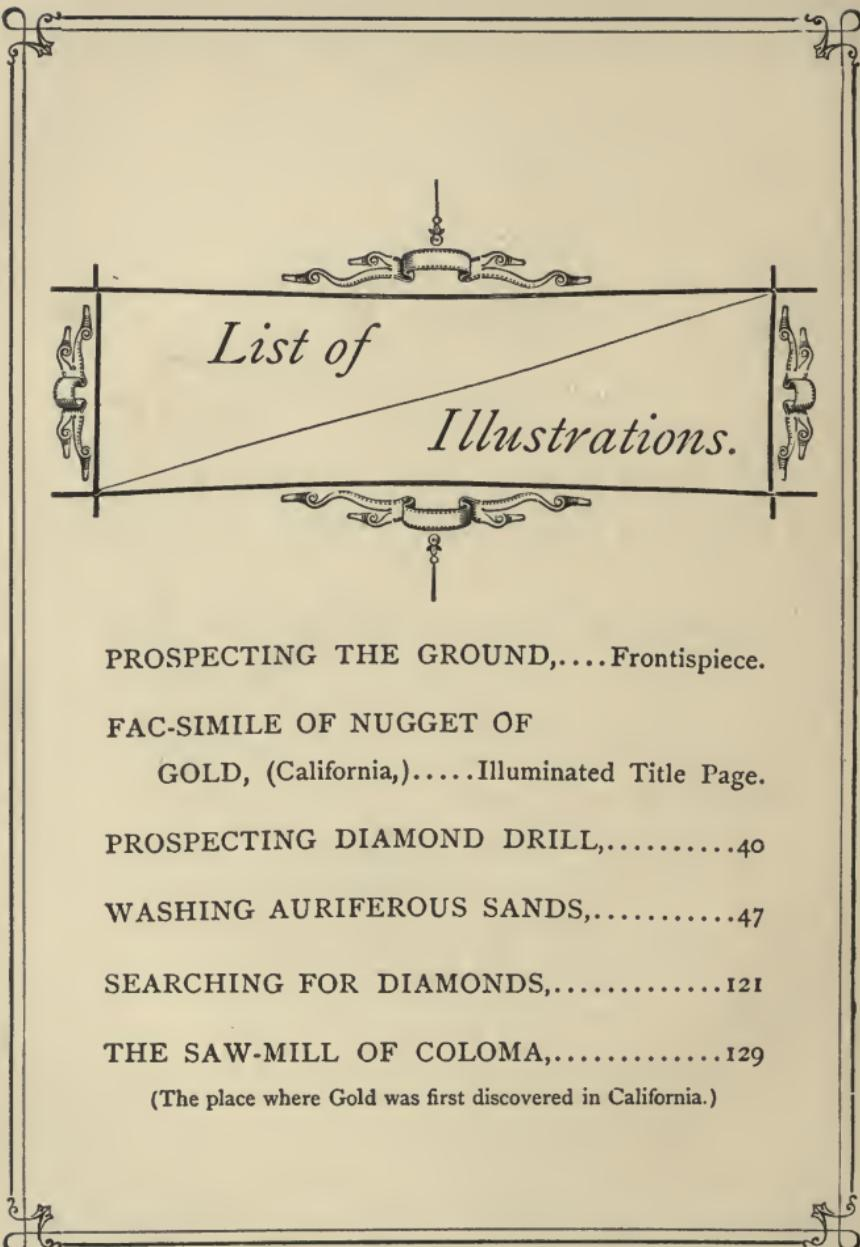 List of
Illustrations.
PROSPECTING THE GROUND,....Frontispiece.
FAC-SIMILE OF NUGGET OF
GOLD, (California,).....Illuminated Title Page.
PROSPECTING DIAMOND DRILL,..........40
WASHING AURIFEROUS SANDS,...........47
SEARCHING FOR DIAMONDS,.............121
THE SAW-MILL OF COLOMA,.............129
(The place where Gold was first discovered in California.)